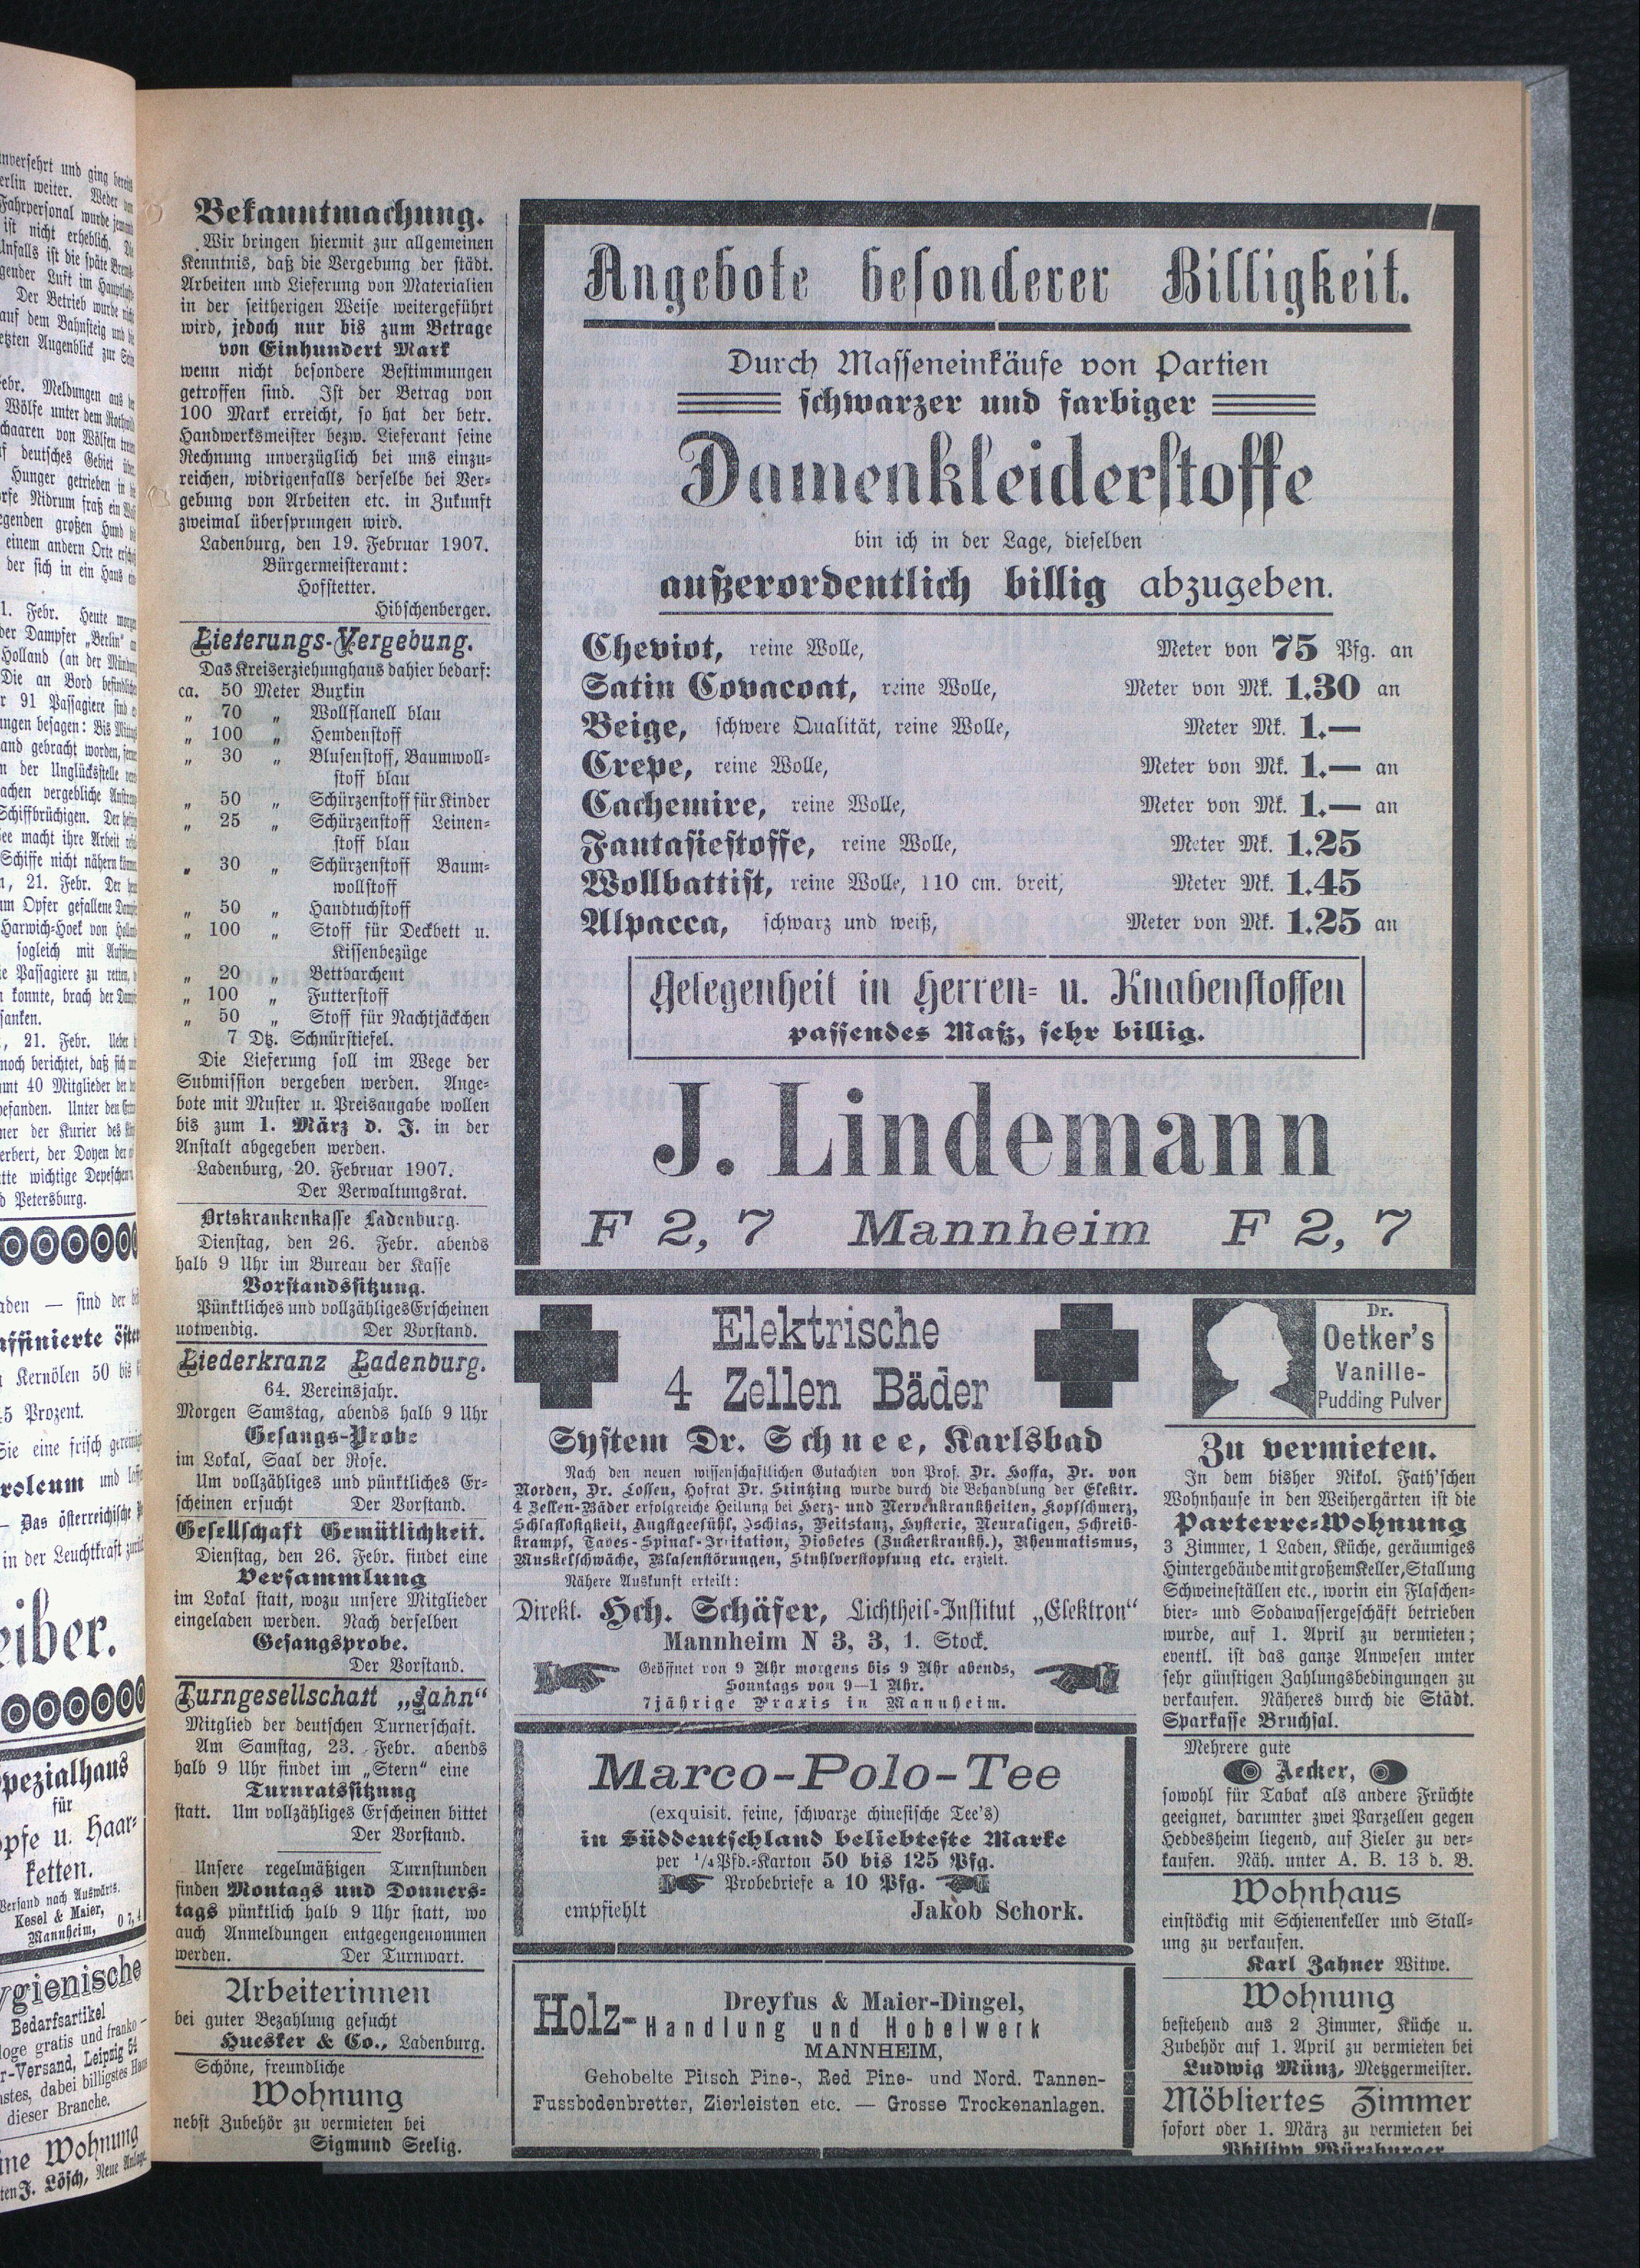 Bekanntmachung.
Wir bringen hiermit zur allgemeinen
Kenntnis, daß die Vergebung der städt.
Arbeiten und Lieferung von Materialien
in der seitherigen Weise weitergeführt
wird, jedoch nur bis zum Betrage
von Einhundert Mark
wenn nicht besondere Bestimmungen
getroffen sind. Ist der Betrag von
100 Mark erreicht, so hat der betr.
Handwerksmeister bezw. Lieferant seine
Rechnung unverzüglich bei uns einzu-
reichen, widrigenfalls derselbe bei Ver-
gebung von Arbeiten etc. in Zukunft
zweimal übersprungen wird.
Ladenburg, den 19. Februar 1907.
Bürgermeisteramt:
Hofstetter.
Hibschenberger.
Lieferungs-Vergebung.
Das Kreiserziehunghaus dahier bedarf:
ca. 50 Meter Buxkin
„ 70 „ Wollflanell blau
„ 100 „ Hemdenstoff
„ 30 „ Blusenstoff, Baumwoll-
stoff blau
„ 50 „ Schürzenstoff für Kinder
„ 25 „ Schürzenstoff Leinen-
stoff blau
„ 30 „ Schürzenstoff Baum-
wollstoff
„ 50 „ Handtuchstoff
„ 100 „ Stoff für Deckbett u.
Kissenbezüge
„ 20 „ Bettbarchent
„ 100 „ Futterstoff
„ 50 „ Stoff für Nachtjäckchen
7 Dtz. Schnürstiefel.
Die Lieferung soll im Wege der
Submission vergeben werden. Ange-
bote mit Muster u. Preisangabe wollen
bis zum 1. März d. J. in der
Anstalt abgegeben werden.
Ladenburg, 20. Februar 1907.
Der Verwaltungsrat.
Ortskrankenkasse Ladenburg.
Dienstag, den 26. Febr. abends
halb 9 Uhr im Bureau der Kasse
Vorstandssitzung.
Pünktliches und vollzähliges Erscheinen
notwendig. Der Vorstand.
Liederkranz Ladenburg.
64. Vereinsjahr.
Morgen Samstag, abends halb 9 Uhr
Gesangs-Probe
im Lokal, Saal der Rose.
Um vollzähliges und pünktliches Er-
scheinen ersucht Der Vorstand.
Gesellschaft Gemütlichkeit.
Dienstag, den 26. Febr. findet eine
Versammlung
im Lokal statt, wozu unsere Mitglieder
eingeladen werden. Nach derselben
Gesangsprobe.
Der Vorstand.
Turngesellschaft „Jahn“
Mitglied der deutschen Turnerschaft.
Am Samstag, 23. Febr. abends
halb 9 Uhr findet im „Stern“ eine
Turnratssitzung
statt. Um vollzähliges Erscheinen bittet
Der Vorstand.
Unsere regelmäßigen Turnstunden
finden Montags und Donners-
tags pünktlich halb 9 Uhr statt, wo
auch Anmeldungen entgegengenommen
werden. Der Turnwart.
Arbeiterinnen
bei guter Bezahlung gesucht
Huesker & Co., Ladenburg.
Schöne, freundliche
Wohnung
nebst Zubehör zu vermieten bei
Sigmund Seelig.
Angebote besonderer Billigkeit.
Durch Masseneinkäufe von Partien
schwarzer und farbiger
Damenkleiderstoffe
bin ich in der Lage, dieselben
außerordentlich billig abzugeben.
Cheviot, reine Wolle, Meter von 75 Pfg. an
Satin Covacoat, reine Wolle, Meter von Mk. 1.30 an
Beige, schwere Qualität, reine Wolle, Meter Mk. 1.—
Crepe, reine Wolle, Meter von Mk. 1.— an
Cachemire, reine Wolle, Meter von Mk. 1.— an
Fantasiestoffe, reine Wolle, Meter Mk. 1.25
Wollbattist, reine Wolle, 110 cm. breit, Meter Mk. 1.45
Alpacca, schwarz und weiß, Meter von Mk. 1.25 an
Gelegenheit in Herren- u. Knabenstoffen
passendes Maß, sehr billig.
J. Lindemann
F 2, 7 Mannheim F 2, 7
Elektrische
4 Zellen Bäder
System Dr. Schnee, Karlsbad
Nach den neuen wissenschaftlichen Gutachten von Prof. Dr. Hoffa, Dr. von
Norden, Dr. Lossen, Hofrat Dr. Stintzing wurde durch die Behandlung der Elektr.
4 Zellen-Bäder erfolgreiche Heilung bei Herz- und Nervenkrankheiten, Kopfschmerz,
Schlaflosigkeit, Angstgefühl, Ischias, Veitstanz, Hysterie, Neuralgien, Schreib-
krampf, Taves-Spinal-Irritation, Diobetes (Zuckerkrankh.), Rheumatismus,
Muskelschwäche, Blasenstörungen, Stuhlverstopfung etc. erzielt.
Nähere Auskunft erteilt:
Direkt. Hch. Schäfer, Lichtheil-Institut „Elektron“
Mannheim N 3, 3, 1. Stock.
Geöffnet von 9 Uhr morgens bis 9 Uhr abends,
Sonntags von 9—1 Uhr.
7jährige Praxis in Mannheim.
Marco-Polo-Tee
(exquisit. feine, schwarze chinesische Tee's)
in Süddeutschland beliebteste Marke
per 1/4 Pfd.-Karton 50 bis 125 Pfg.
Probebriefe a 10 Pfg.
empfiehlt Jakob Schork.
Dreyfus & Maier-Dingel,
Holz-Handlung und Hobelwerk
MANNHEIM,
Gehobelte Pitsch Pine-, Red Pine- und Nord. Tannen-
Fussbodenbretter, Zierleisten etc. — Grosse Trockenanlagen.
Dr.
Oetker's
Vanille-
Pudding Pulver
Zu vermieten.
In dem bisher Nikol. Fath'schen
Wohnhause in den Weihergärten ist die
Parterre-Wohnung
3 Zimmer, 1 Laden, Küche, geräumiges
Hintergebäude mit großem Keller, Stallung
Schweineställen etc., worin ein Flaschen-
bier- und Sodawassergeschäft betrieben
wurde, auf 1. April zu vermieten;
eventl. ist das ganze Anwesen unter
sehr günstigen Zahlungsbedingungen zu
verkaufen. Näheres durch die Städt.
Sparkasse Bruchsal.
Mehrere gute
Aecker,
sowohl für Tabak als andere Früchte
geeignet, darunter zwei Parzellen gegen
Heddesheim liegend, auf Zieler zu ver-
kaufen. Näh. unter A. B. 13 d. B.
Wohnhaus
einstöckig mit Schienenkeller und Stall-
ung zu verkaufen.
Karl Zahner Witwe.
Wohnung
bestehend aus 2 Zimmer, Küche u.
Zubehör auf 1. April zu vermieten bei
Ludwig Münz, Metzgermeister.
Möbliertes Zimmer
sofort oder 1. März zu vermieten bei
Philipp Würzburger